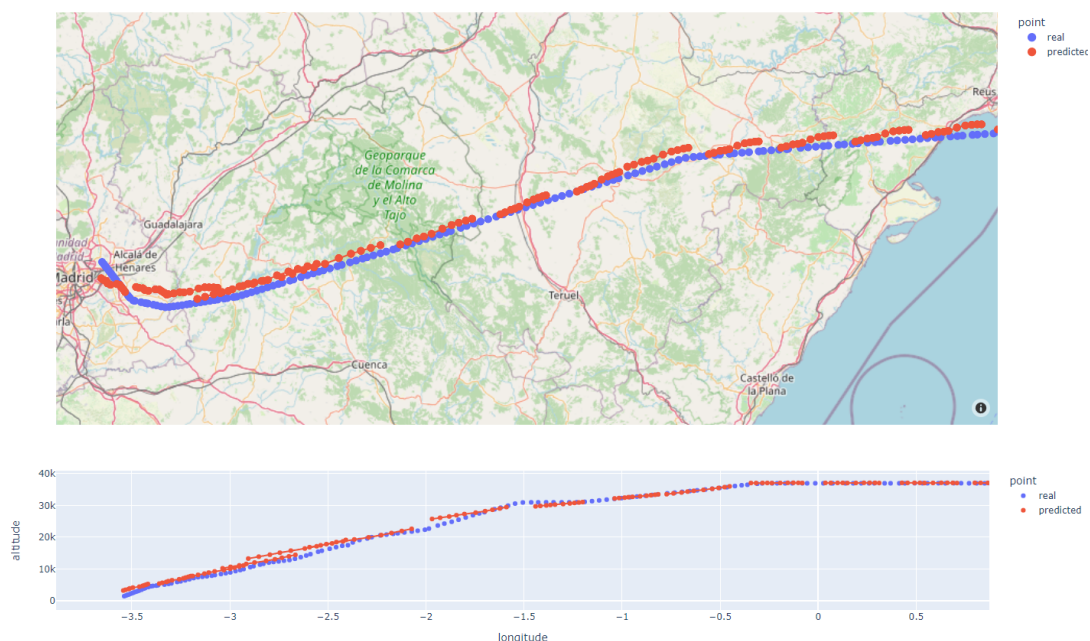 point
real
predicted
Reus
Geoparque
de la Comarca
de Molina
y el Alto
Tajo
Guadalajara
Alcalá de
Henares
Madrid
Teruel
Cuenca
Castelló de
la Plana
40k
30k
20k
10k
0
altitude
−3.5
−3
−2.5
−2
−1.5
−1
−0.5
0
0.5
longitude
point
real
predicted